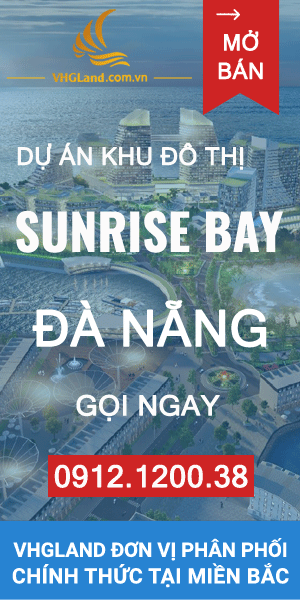 VHGLand.com.vn
MỞ
BÁN
DỰ ÁN KHU ĐÔ THỊ
SUNRISE BAY
ĐÀ NẴNG
GỌI NGAY
0912.1200.38
VHGLAND ĐƠN VỊ PHÂN PHỐI
CHÍNH THỨC TẠI MIỀN BẮC